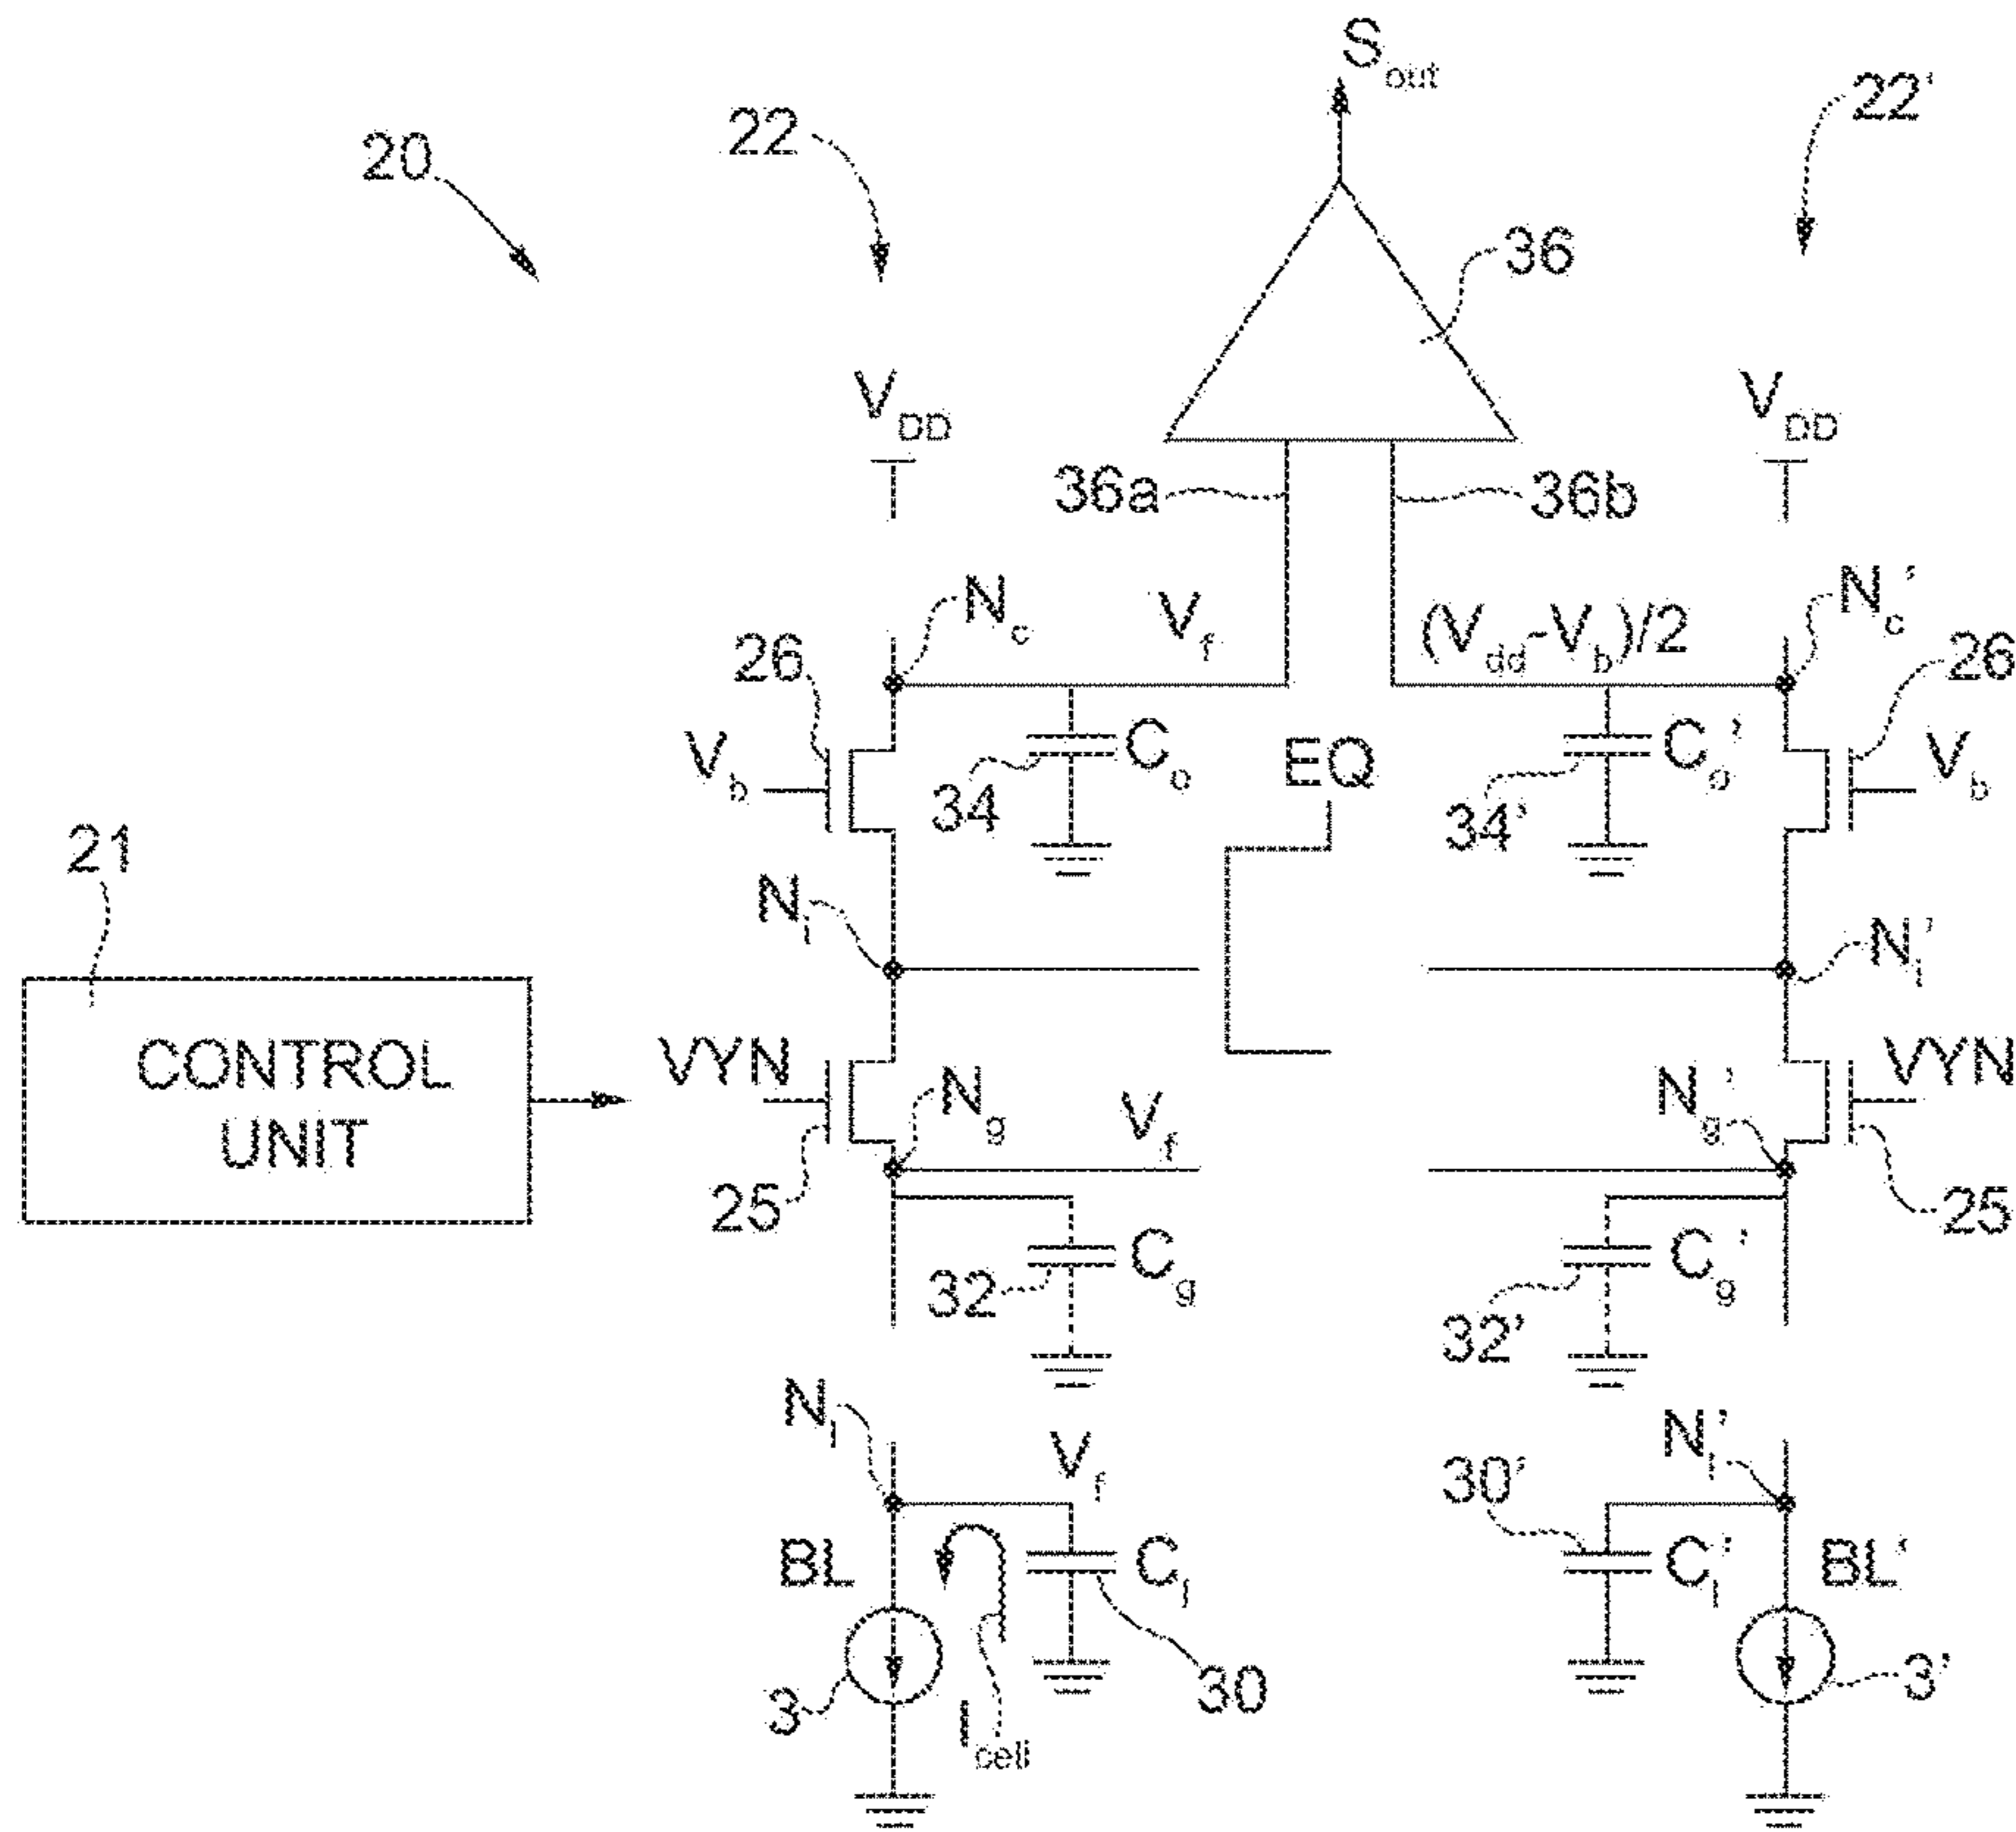 S_out
20
22
22'
36
V_DD
V_DD
36a
36b
N_c
V_f
(V_dd-V_b)/2
N_c'
26
26
V_b
C_o
34
EQ
C_o'
34'
V_b
21
N_i
N_i'
CONTROL
UNIT
VYN
N_g
V_f
N_g'
VYN
25
25
32
C_g
C_g'
32'
N_l
V_f
N_l'
30'
BL
C_l
C_l'
BL'
3
I_cell
30
3'